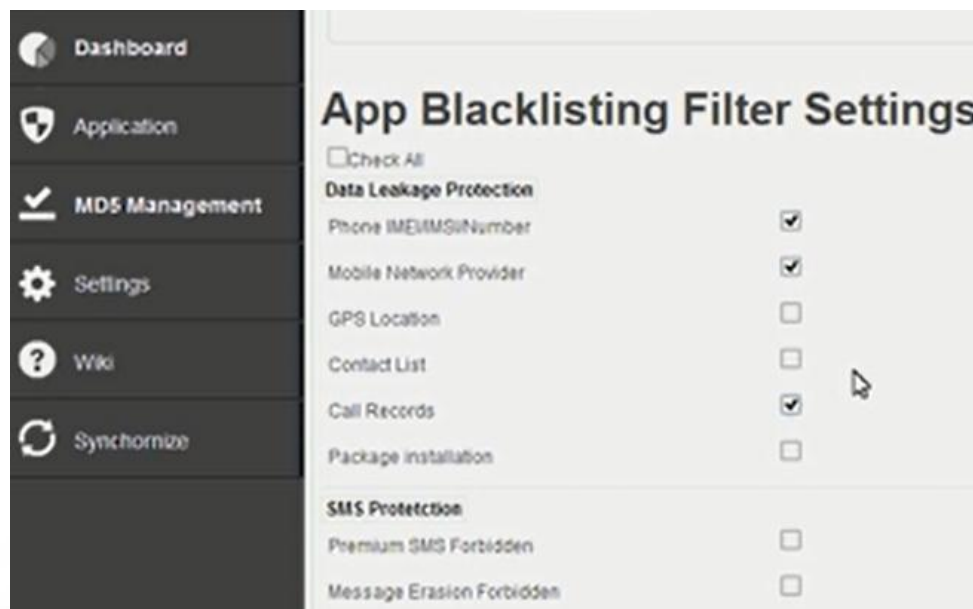 Dashboard
Application
MD5 Management
Settings
Wiki
Synchornize
App Blacklisting Filter Settings
Check All
Data Leakage Protection
Phone IMEI/IMSI/Number
Mobile Network Provider
GPS Location
Contact List
Call Records
Package installation
SMS Protetction
Premium SMS Forbidden
Message Erasion Forbidden